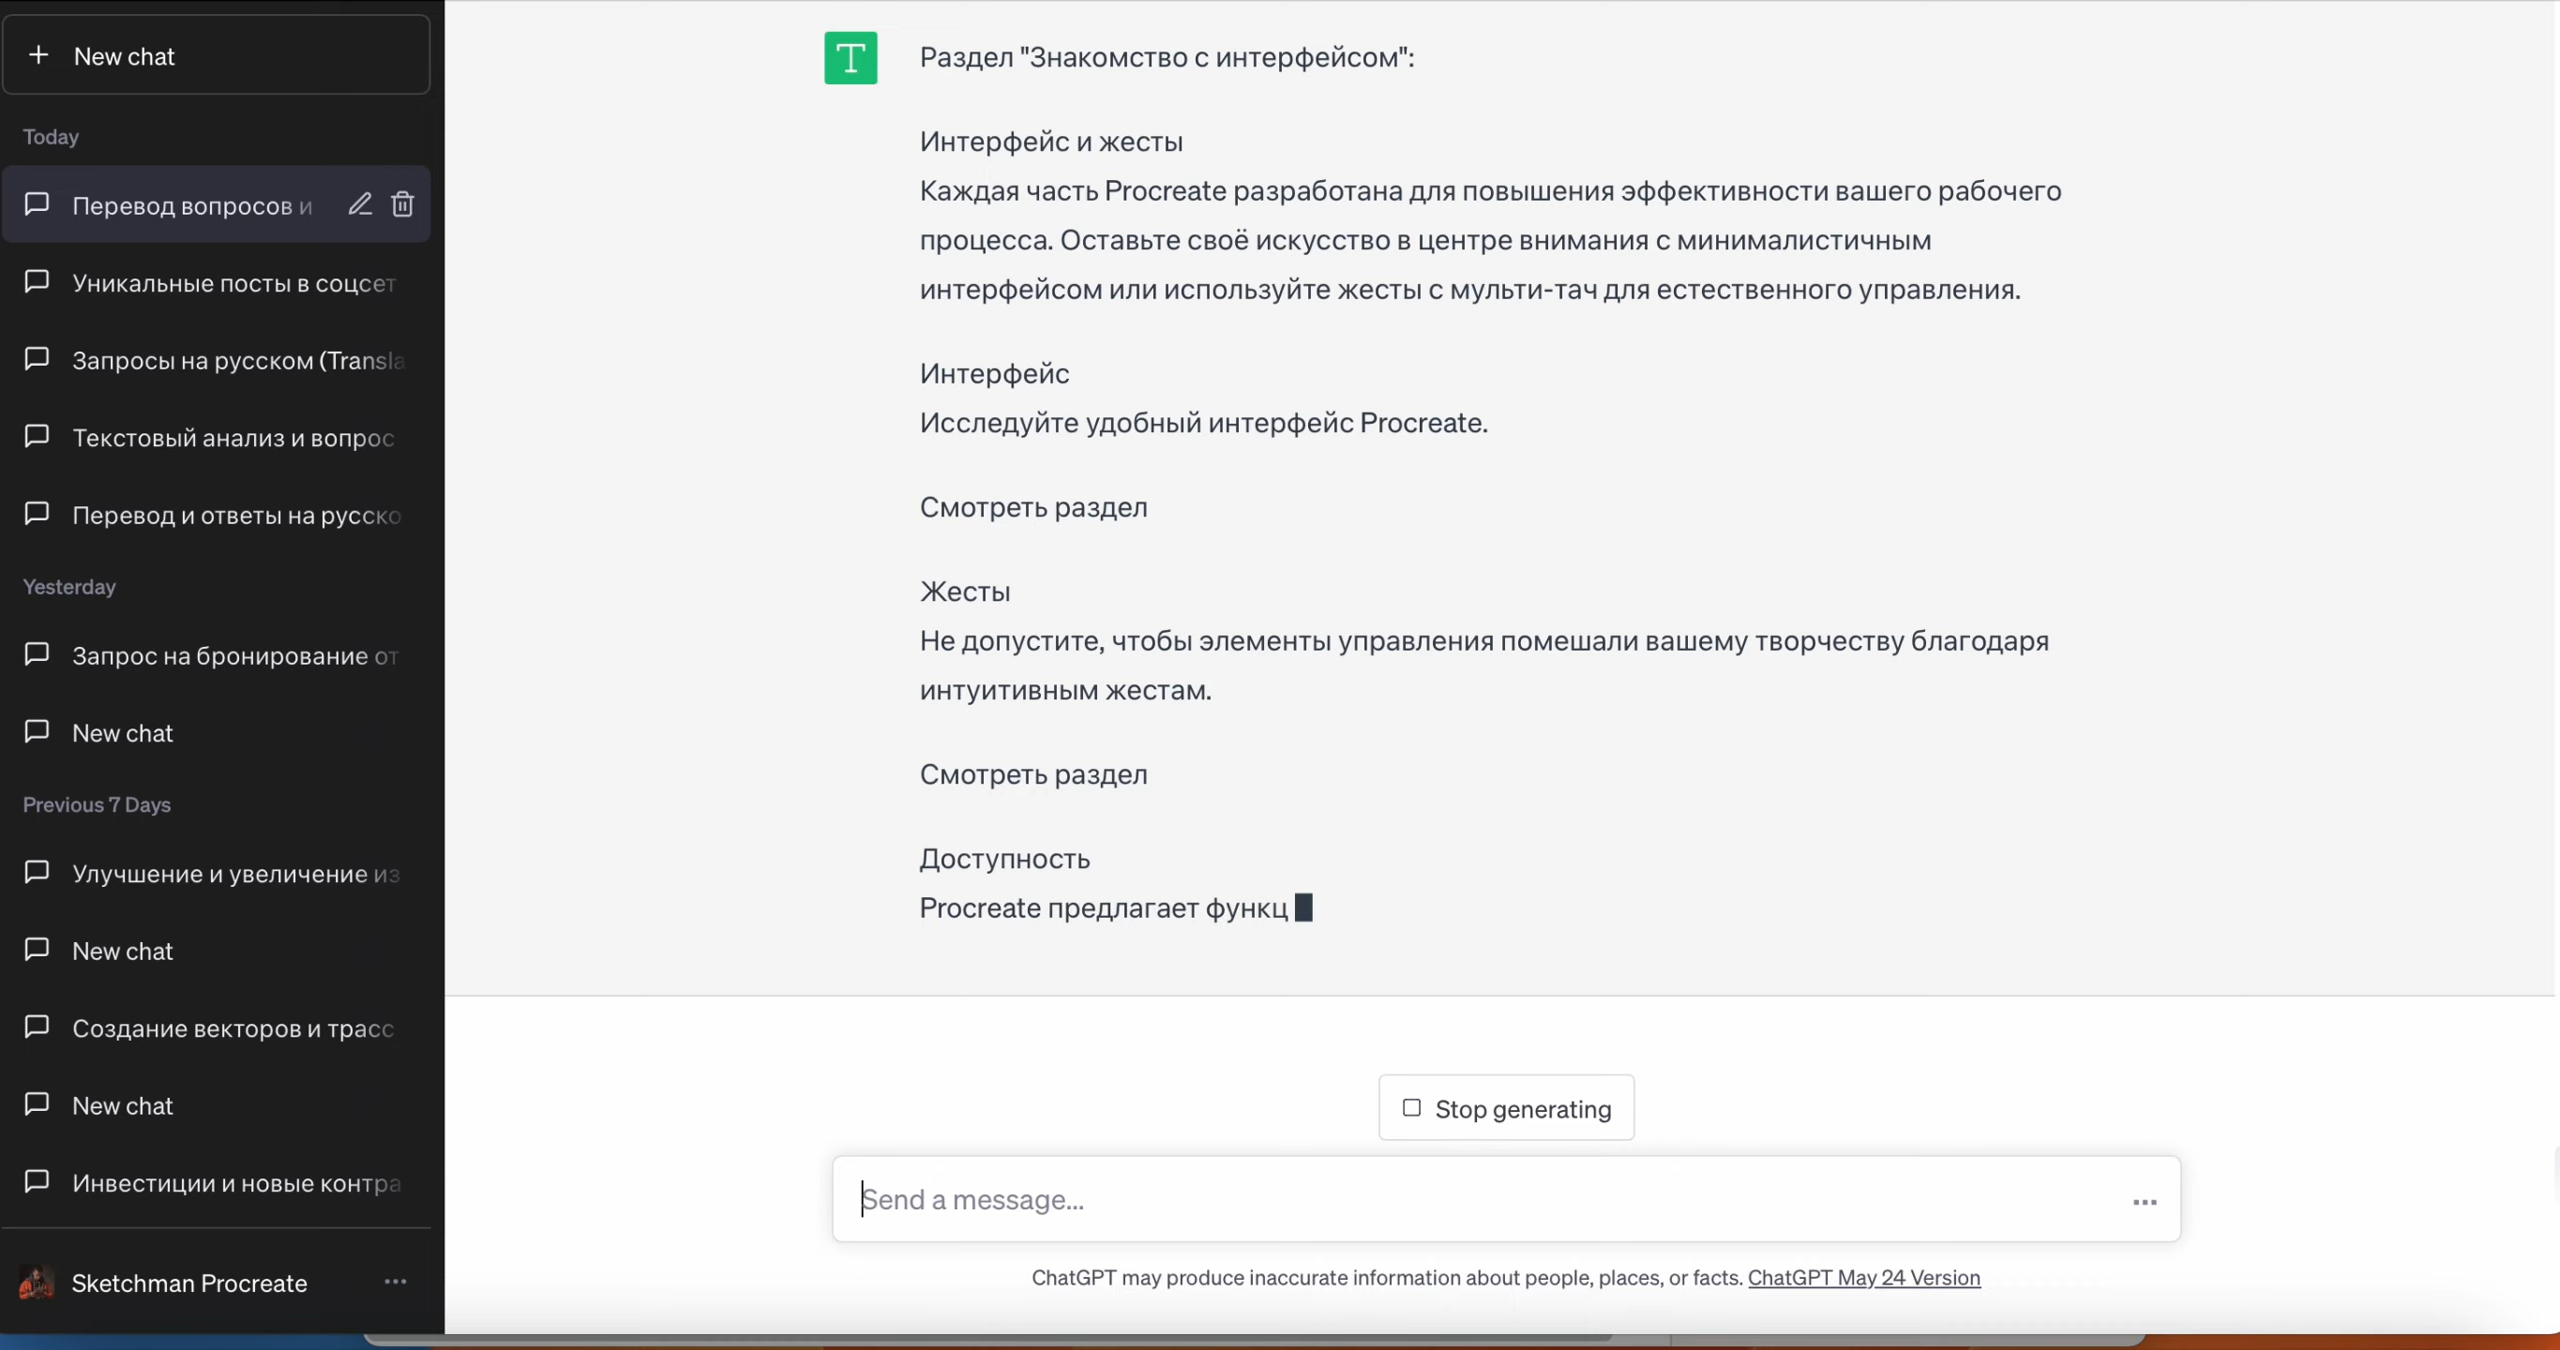 New chat
Today
Перевод вопросов и
Уникальные посты в соцсет
Запросы на русском (Transla
Текстовый анализ и вопрос
Перевод и ответы на русско
Yesterday
Запрос на бронирование от
New chat
Previous 7 Days
Улучшение и увеличение из
New chat
Создание векторов и трасс
New chat
Инвестиции и новые контра
Sketchman Procreate
T
Раздел "Знакомство с интерфейсом":
Интерфейс и жесты
Каждая часть Procreate разработана для повышения эффективности вашего рабочего
процесса. Оставьте своё искусство в центре внимания с минималистичным
интерфейсом или используйте жесты с мульти-тач для естественного управления.
Интерфейс
Исследуйте удобный интерфейс Procreate.
Смотреть раздел
Жесты
Не допустите, чтобы элементы управления помешали вашему творчеству благодаря
интуитивным жестам.
Смотреть раздел
Доступность
Procreate предлагает функц
Stop generating
Send a message...
ChatGPT may produce inaccurate information about people, places, or facts. ChatGPT May 24 Version